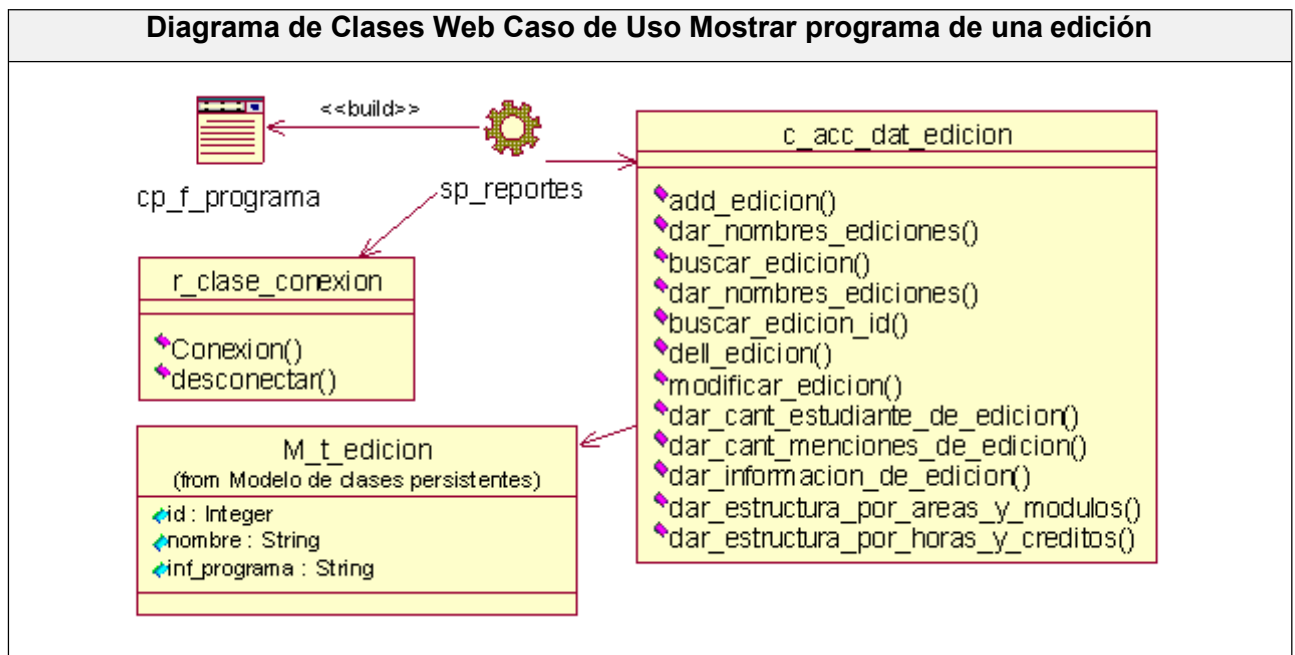 Diagrama de Clases Web Caso de Uso Mostrar programa de una edición
<<build>>
cp_f_programa
sp_reportes
c_acc_dat_edicion
add_edicion()
dar_nombres_ediciones()
buscar_edicion()
dar_nombres_ediciones()
buscar_edicion_id()
dell_edicion()
modificar_edicion()
dar_cant_estudiante_de_edicion()
dar_cant_menciones_de_edicion()
dar_informacion_de_edicion()
dar_estructura_por_areas_y_modulos()
dar_estructura_por_horas_y_creditos()
r_clase_conexion
Conexion()
desconectar()
M_t_edicion
(from Modelo de clases persistentes)
id : Integer
nombre : String
inf_programa : String